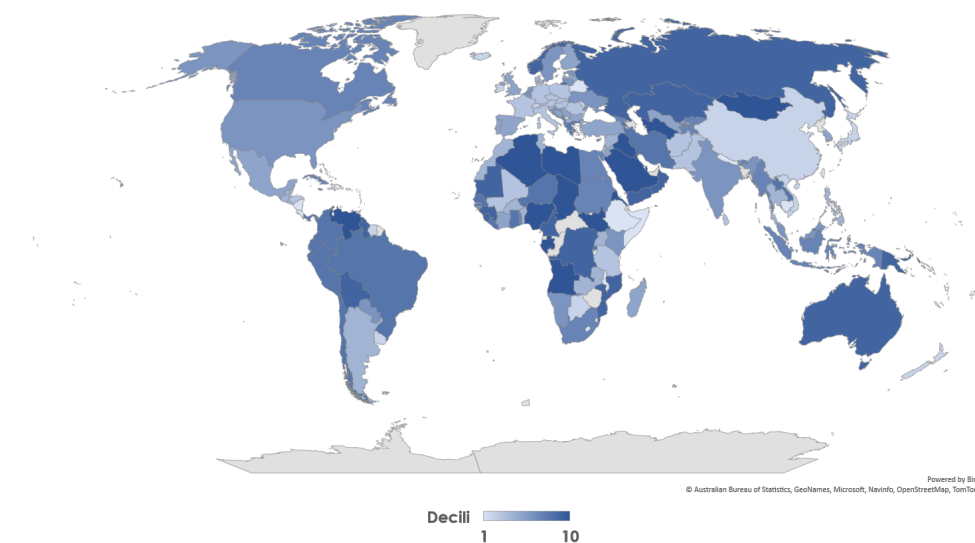 Powered by Bi
© Australian Bureau of Statistics, GeoNames, Microsoft, Navinfo, OpenStreetMap, TomTo
Decili
1 10